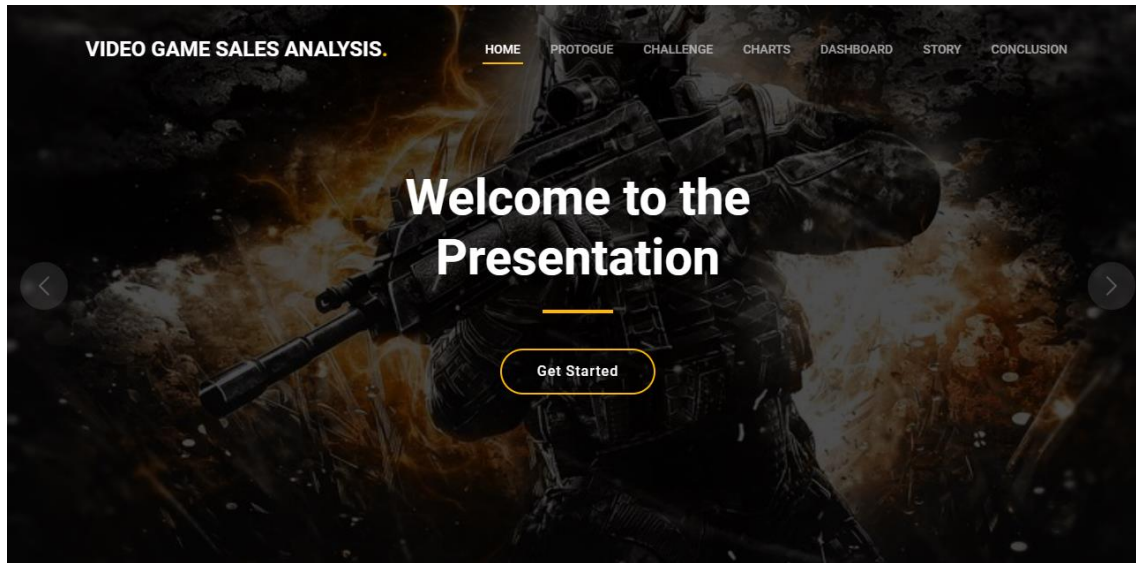 VIDEO GAME SALES ANALYSIS.
HOME PROTOGUE CHALLENGE CHARTS DASHBOARD STORY CONCLUSION
Welcome to the
Presentation
Get Started